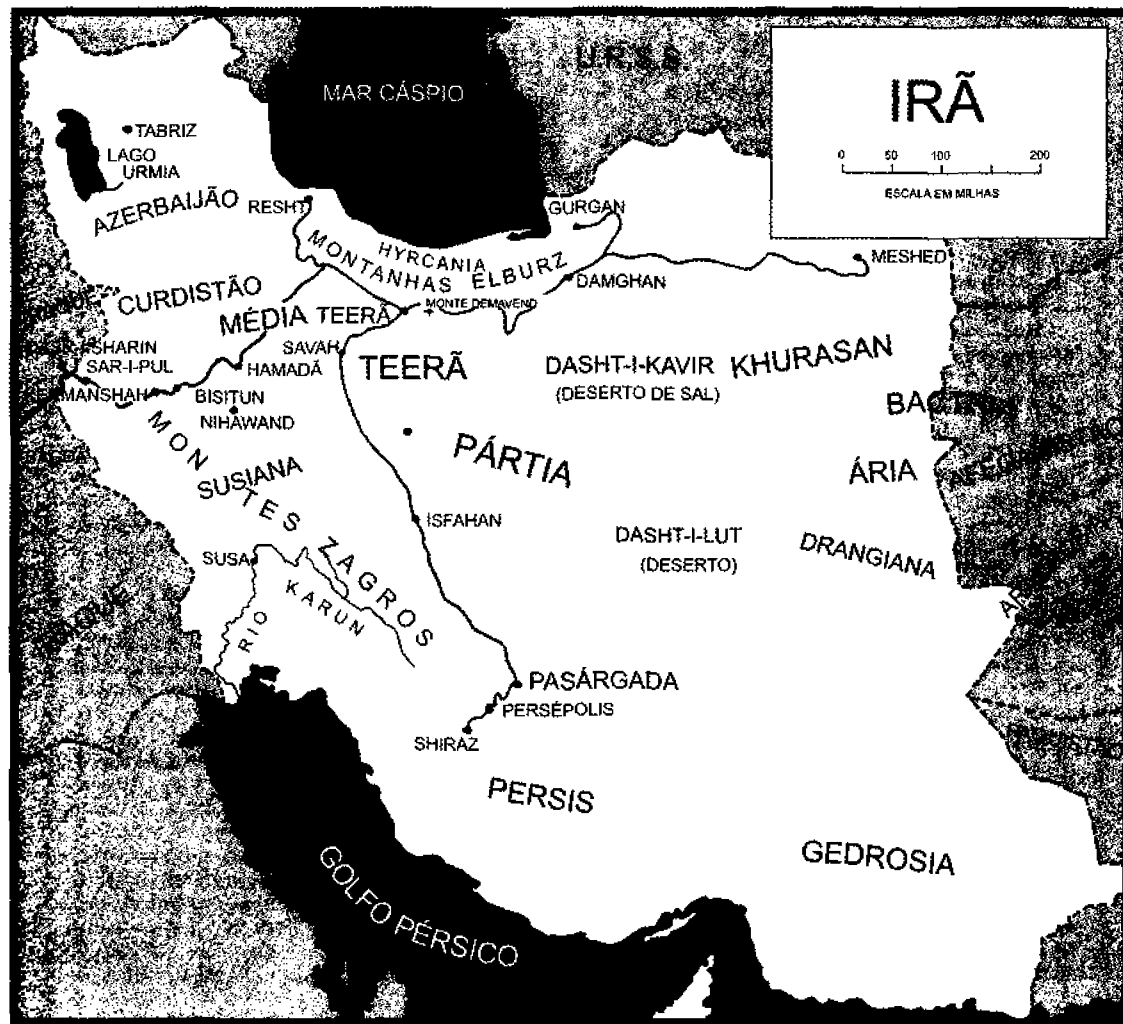 U.R.S.S.
IRÃ
0 50 100 200
ESCALA EM MILHAS
MAR CÁSPIO
TABRIZ
LAGO
URMIA
AZERBAIJÃO
RESHT
GURGAN
HYRCANIA
MONTANHAS ELBURZ
MESHED
DAMGHAN
CURDISTÃO
MONTE DEMAVEND
MÉDIA
TEERÃ
SHARIN
SAR-I-PUL
SAVAH
HAMADÃ
TEERÃ
DASHT-I-KAVIR
(DESERTO DE SAL)
KHURASAN
BISITUN
NIHAWAND
PÁRTIA
ÁRIA
SUSIANA
MONTES ZAGROS
ISFAHAN
DASHT-I-LUT
(DESERTO)
DRANGIANA
SUSA
RIO KARUN
PASÁRGADA
PERSÉPOLIS
SHIRAZ
PERSIS
GEDROSIA
GOLFO PÉRSICO